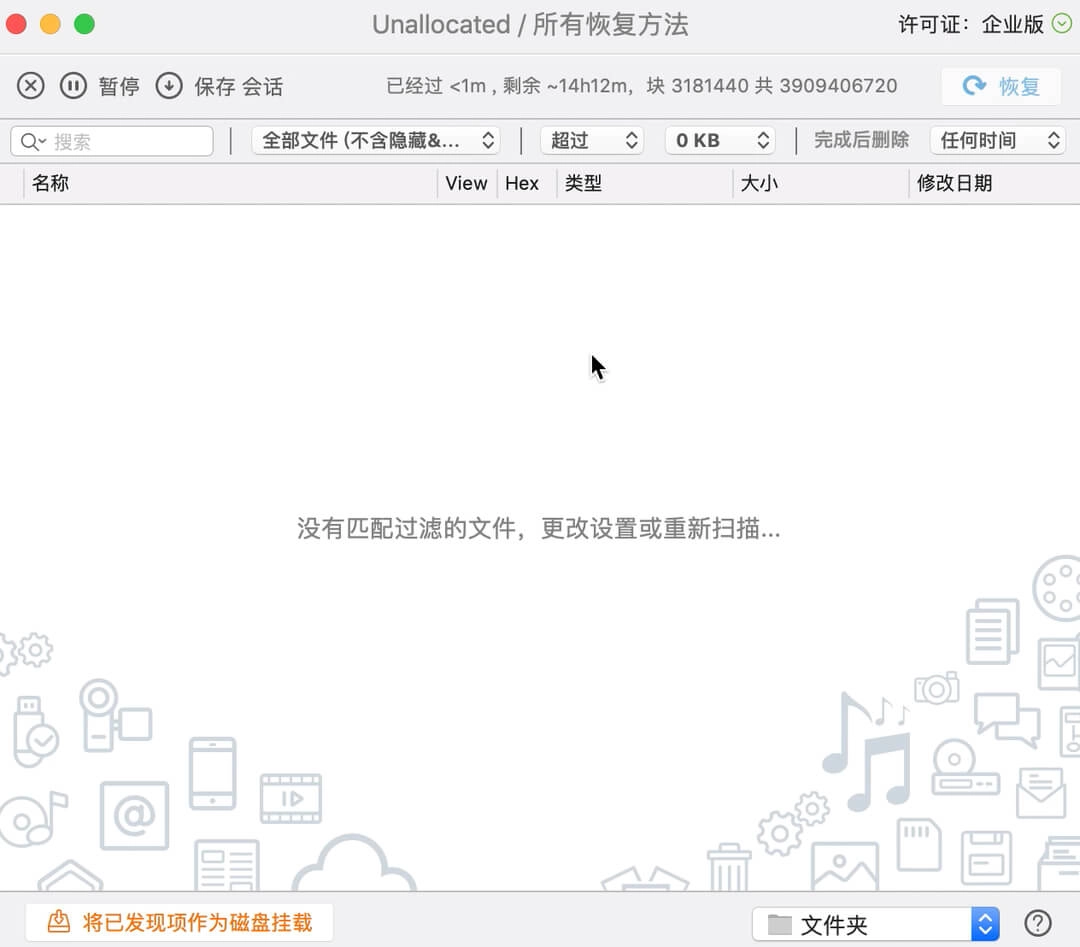 Unallocated / 所有恢复方法
许可证：企业版
暂停 保存 会话 已经过 <1m , 剩余 ~14h12m, 块 3181440 共 3909406720 恢复
搜索 全部文件 (不含隐藏&... 超过 0 KB 完成后删除 任何时间
名称 View Hex 类型 大小 修改日期
没有匹配过滤的文件，更改设置或重新扫描...
将已发现项作为磁盘挂载 文件夹